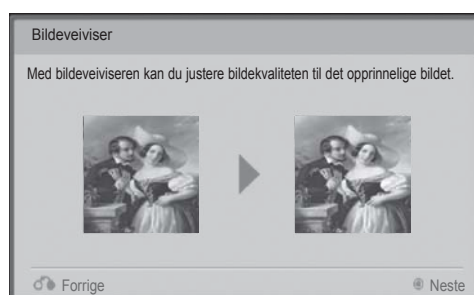 Bildeveiviser
Med bildeveiviseren kan du justere bildekvaliteten til det opprinnelige bildet.
Forrige
Neste